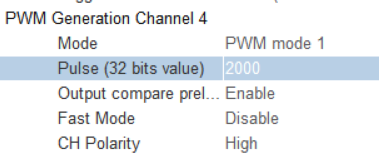 PWM Generation Channel 4
Mode PWM mode 1
Pulse (32 bits value) 2000
Output compare prel... Enable
Fast Mode Disable
CH Polarity High